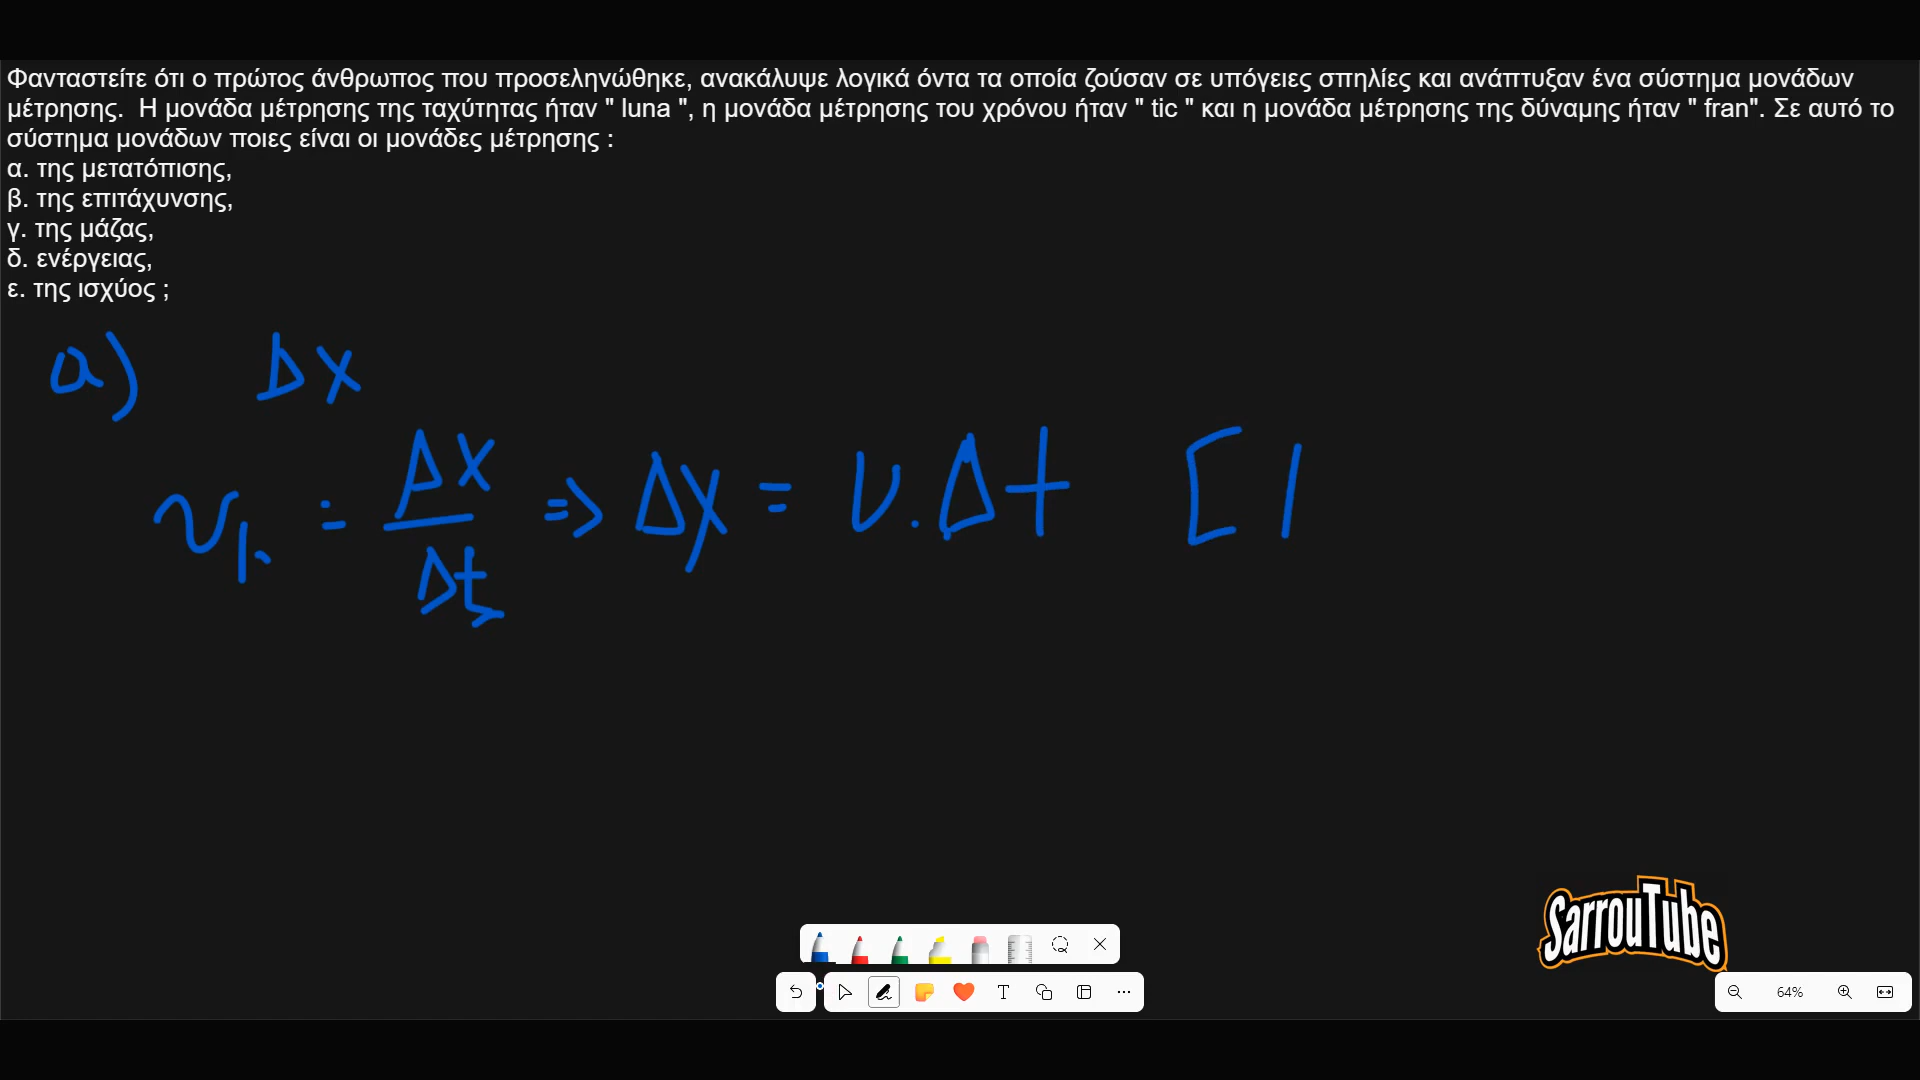 Φανταστείτε ότι ο πρώτος άνθρωπος που προσεληνώθηκε, ανακάλυψε λογικά όντα τα οποία ζούσαν σε υπόγειες σπηλίες και ανάπτυξαν ένα σύστημα μονάδων
μέτρησης. Η μονάδα μέτρησης της ταχύτητας ήταν " luna ", η μονάδα μέτρησης του χρόνου ήταν " tic " και η μονάδα μέτρησης της δύναμης ήταν " fran". Σε αυτό το
σύστημα μονάδων ποιες είναι οι μονάδες μέτρησης :
α. της μετατόπισης,
β. της επιτάχυνσης,
γ. της μάζας,
δ. ενέργειας,
ε. της ισχύος ;
α) Δx
υ = Δx / Δt => Δx = υ . Δt [ l
SarrouTube
T
64%